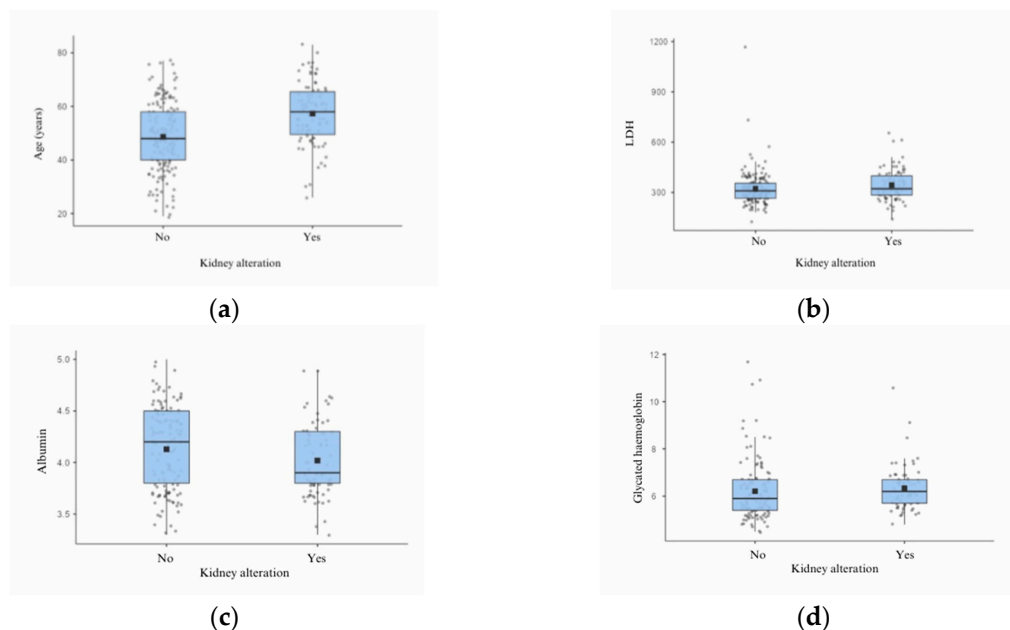 80
60
40
20
Age (years)
No Yes
Kidney alteration
(a)
1200
900
600
300
LDH
No Yes
Kidney alteration
(b)
5.0
4.5
4.0
3.5
Albumin
No Yes
Kidney alteration
(c)
12
10
8
6
Glycated haemoglobin
No Yes
Kidney alteration
(d)